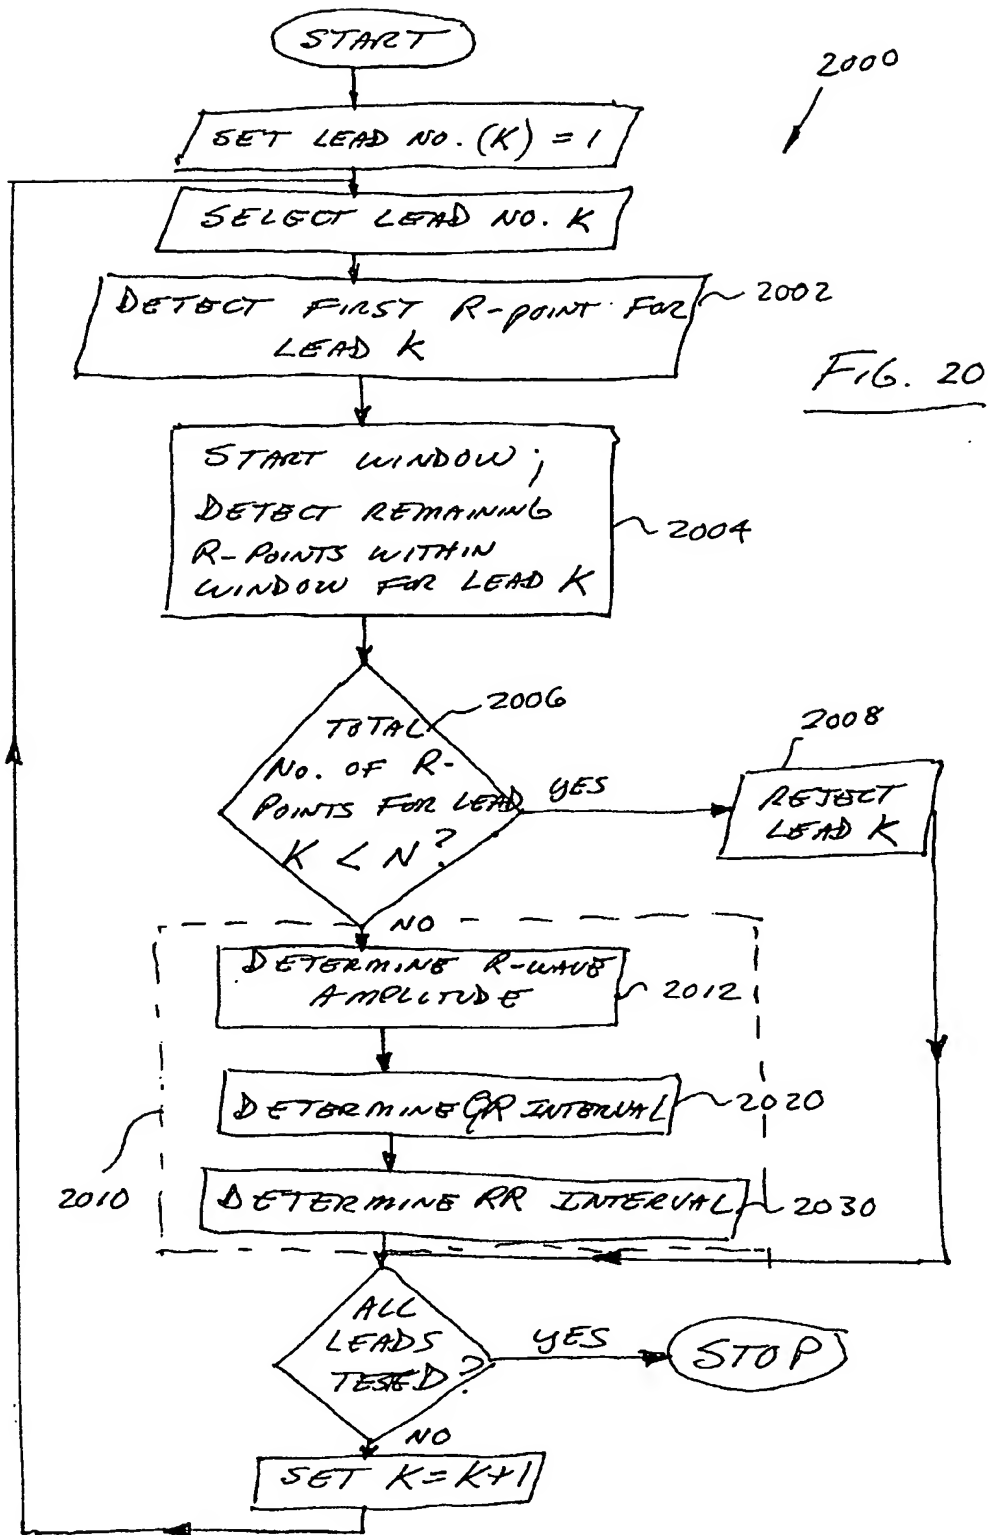 START
2000
SET LEAD NO. (K) = 1
SELECT LEAD NO. K
DETECT FIRST R-POINT FOR
LEAD K
2002
FIG. 20
START WINDOW;
DETECT REMAINING
R-POINTS WITHIN
WINDOW FOR LEAD K
2004
TOTAL
NO. OF R-
POINTS FOR LEAD
K < N?
2006
YES
2008
REJECT
LEAD K
NO
DETERMINE R-WAVE
AMPLITUDE
2012
DETERMINE QR INTERVAL
2020
2010
DETERMINE RR INTERVAL
2030
ALL
LEADS
TESTED?
YES
STOP
NO
SET K = K+1